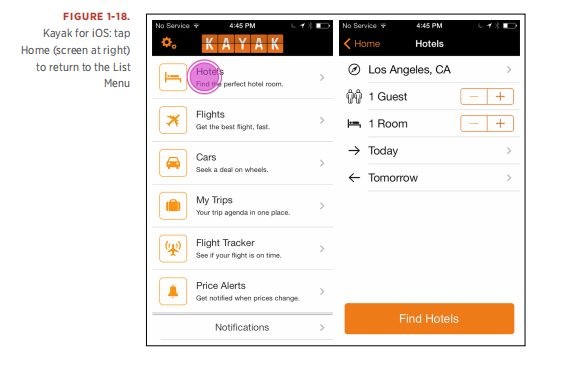 FIGURE 1-18.
Kayak for iOS: tap
Home (screen at right)
to return to the List
Menu
No Service 4:45 PM
KAYAK
Hotels
Find the perfect hotel room.
Flights
Get the best flight, fast.
Cars
Seek a deal on wheels.
My Trips
Your trip agenda in one place.
Flight Tracker
See if your flight is on time.
Price Alerts
Get notified when prices change.
Notifications
No Service 4:45 PM
Home Hotels
Los Angeles, CA
1 Guest − +
1 Room − +
Today
Tomorrow
Find Hotels